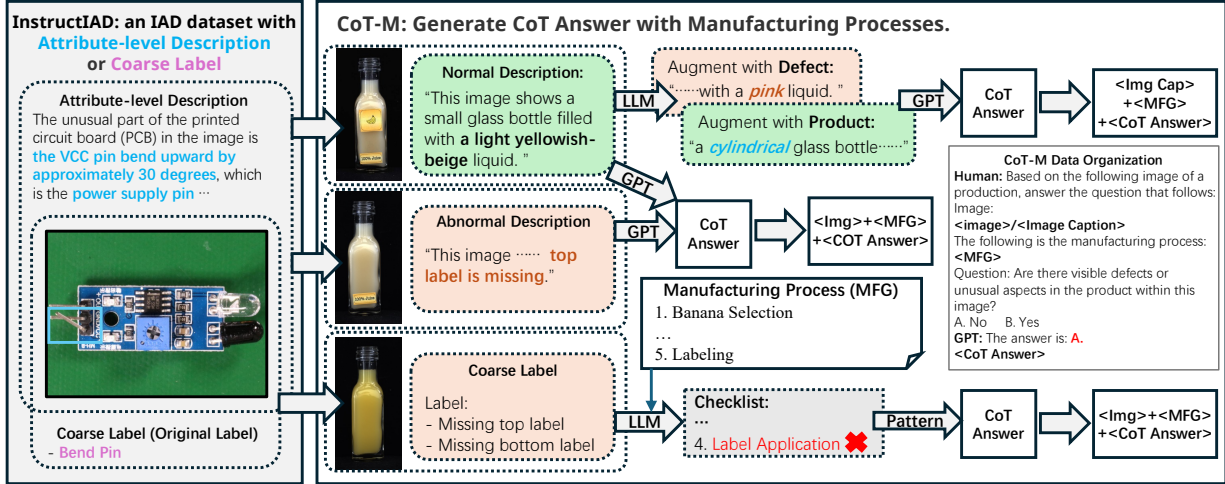 InstructIAD: an IAD dataset with
Attribute-level Description
or Coarse Label
Attribute-level Description
The unusual part of the printed
circuit board (PCB) in the image is
the VCC pin bend upward by
approximately 30 degrees, which
is the power supply pin ···
Coarse Label (Original Label)
- Bend Pin
CoT-M: Generate CoT Answer with Manufacturing Processes.
Normal Description:
“This image shows a
small glass bottle filled
with a light yellowish-
beige liquid. ”
LLM
Augment with Defect:
“······with a pink liquid. ”
Augment with Product:
“a cylindrical glass bottle······”
GPT
CoT
Answer
<Img Cap>
+<MFG>
+<CoT Answer>
GPT
Abnormal Description
“This image ······ top
label is missing.”
GPT
CoT
Answer
<Img>+<MFG>
+<COT Answer>
Manufacturing Process (MFG)
1. Banana Selection
...
5. Labeling
Coarse Label
Label:
- Missing top label
- Missing bottom label
LLM
Checklist:
...
4. Label Application
Pattern
CoT
Answer
<Img>+<MFG>
+<CoT Answer>
CoT-M Data Organization
Human: Based on the following image of a
production, answer the question that follows:
Image:
<image>/<Image Caption>
The following is the manufacturing process:
<MFG>
Question: Are there visible defects or
unusual aspects in the product within this
image?
A. No B. Yes
GPT: The answer is: A.
<CoT Answer>
100% Juice
100% Juice